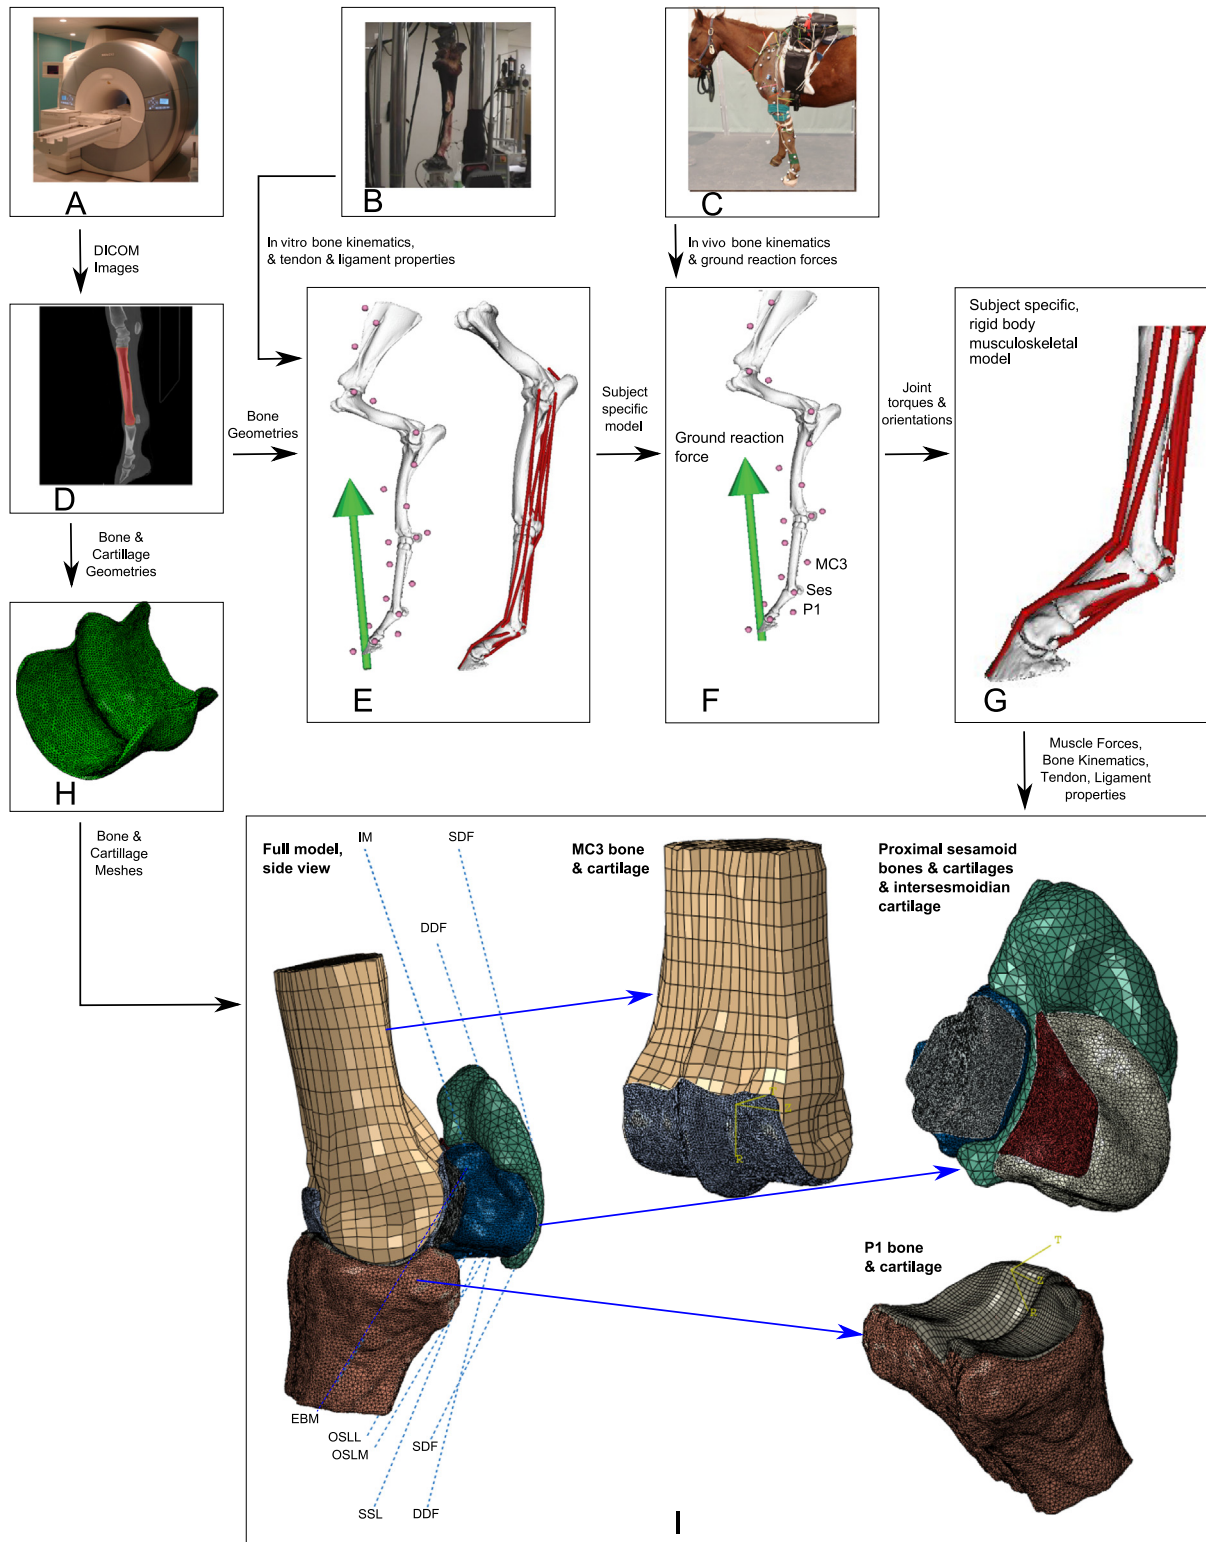 A
B
C
DICOM
Images
In vitro bone kinematics,
& tendon & ligament properties
In vivo bone kinematics
& ground reaction forces
D
Bone
Geometries
E
Subject
specific
model
Ground reaction
force
MC3
Ses
P1
F
Joint
torques &
orientations
Subject specific,
rigid body
musculoskeletal
model
G
Bone &
Cartillage
Geometries
H
Muscle Forces,
Bone Kinematics,
Tendon, Ligament
properties
Bone &
Cartillage
Meshes
Full model,
side view
IM
SDF
DDF
MC3 bone
& cartilage
Proximal sesamoid
bones & cartilages
& intersesmoidian
cartilage
P1 bone
& cartilage
T
R
EBM
OSLL
OSLM
SDF
SSL
DDF
I